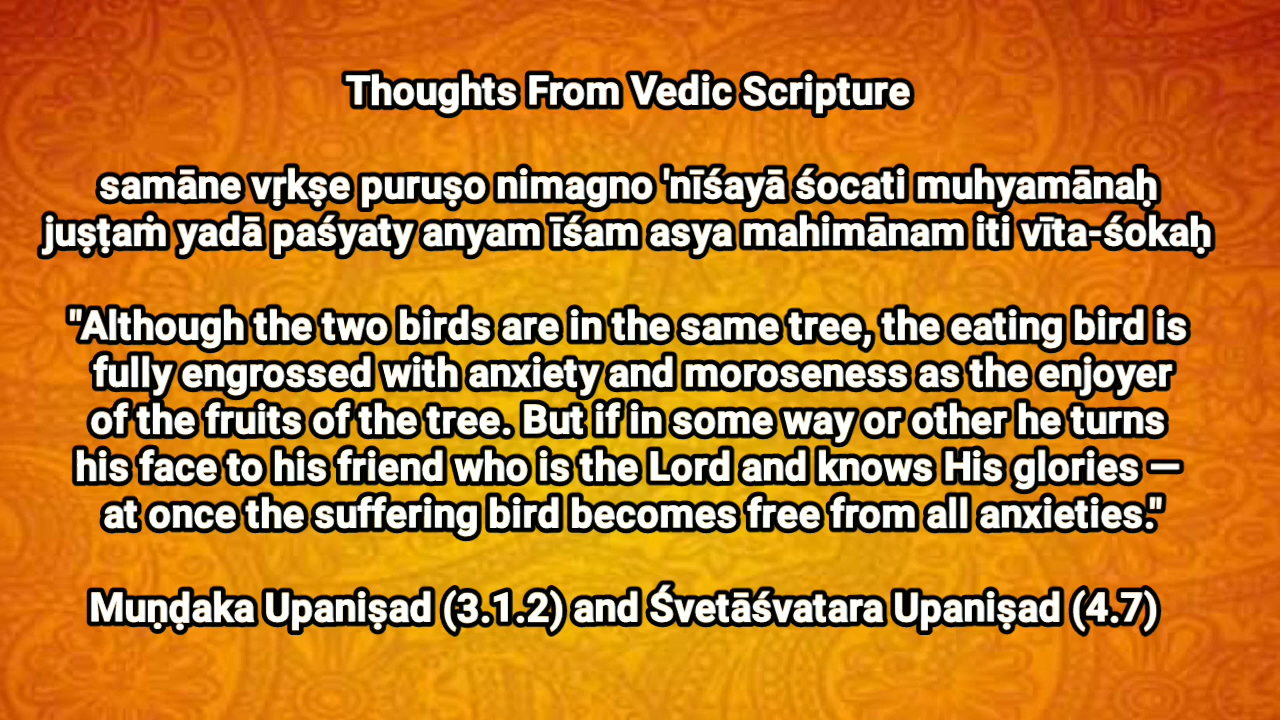 Thoughts From Vedic Scripture
samāne vṛkṣe puruṣo nimagno 'nīśayā śocati muhyamānaḥ
juṣṭaṁ yadā paśyaty anyam īśam asya mahimānam iti vīta-śokaḥ
"Although the two birds are in the same tree, the eating bird is
fully engrossed with anxiety and moroseness as the enjoyer
of the fruits of the tree. But if in some way or other he turns
his face to his friend who is the Lord and knows His glories —
at once the suffering bird becomes free from all anxieties."
Muṇḍaka Upaniṣad (3.1.2) and Śvetāśvatara Upaniṣad (4.7)